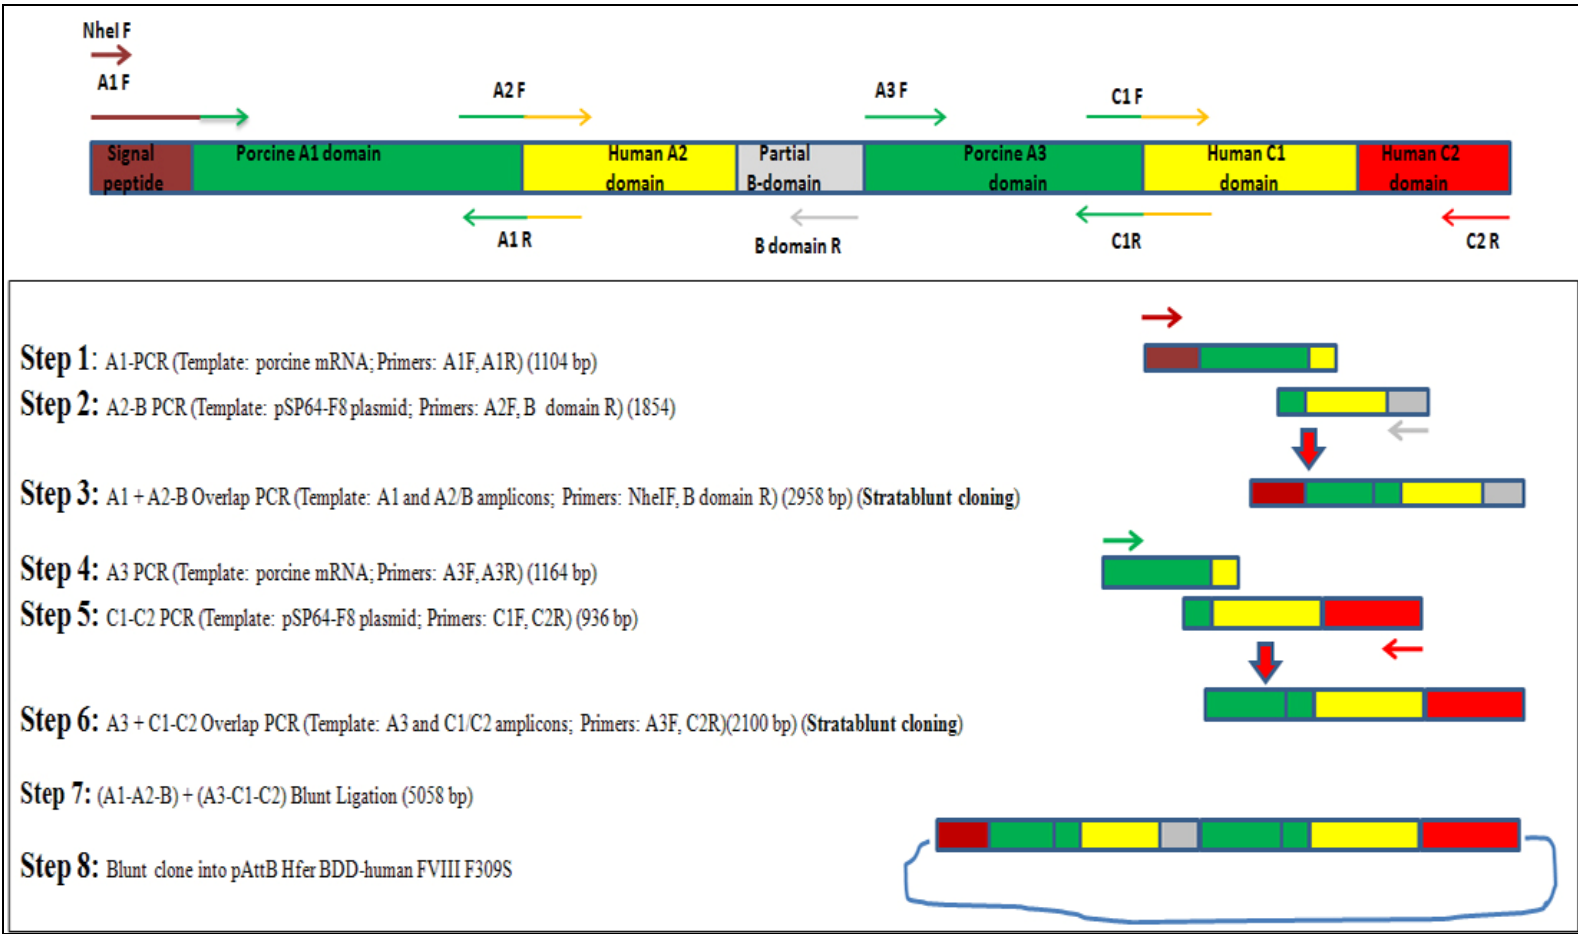 NheI F
A1 F
A2 F
A3 F
C1 F
Signal peptide
Porcine A1 domain
Human A2 domain
Partial B-domain
Porcine A3 domain
Human C1 domain
Human C2 domain
A1 R
B domain R
C1R
C2 R
Step 1: A1-PCR (Template: porcine mRNA; Primers: A1F, A1R) (1104 bp)
Step 2: A2-B PCR (Template: pSP64-F8 plasmid; Primers: A2F, B domain R) (1854)
Step 3: A1 + A2-B Overlap PCR (Template: A1 and A2/B amplicons; Primers: NheIF, B domain R) (2958 bp) (Stratablunt cloning)
Step 4: A3 PCR (Template: porcine mRNA; Primers: A3F, A3R) (1164 bp)
Step 5: C1-C2 PCR (Template: pSP64-F8 plasmid; Primers: C1F, C2R) (936 bp)
Step 6: A3 + C1-C2 Overlap PCR (Template: A3 and C1/C2 amplicons; Primers: A3F, C2R)(2100 bp) (Stratablunt cloning)
Step 7: (A1-A2-B) + (A3-C1-C2) Blunt Ligation (5058 bp)
Step 8: Blunt clone into pAttB Hfer BDD-human FVIII F309S